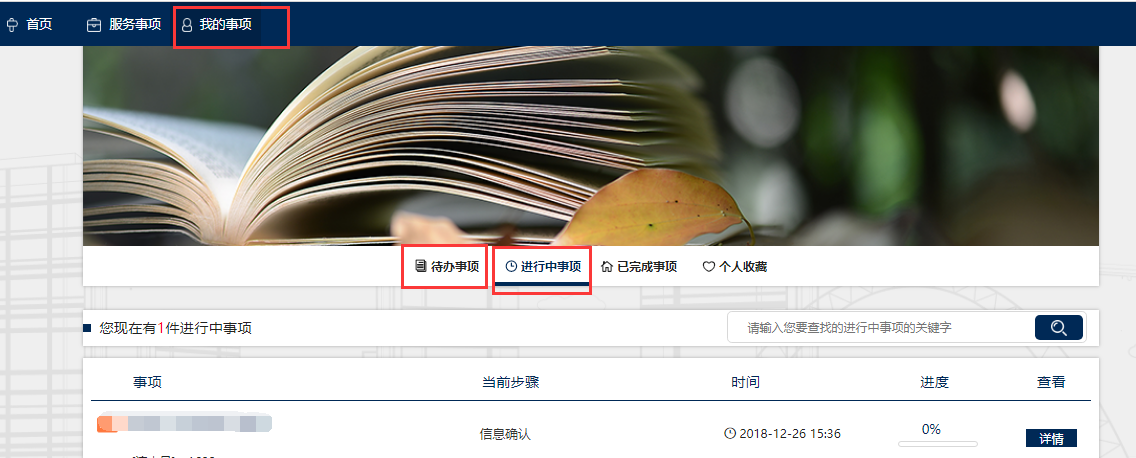 首页 服务事项 我的事项
待办事项 进行中事项 已完成事项 个人收藏
您现在有1件进行中事项 请输入您要查找的进行中事项的关键字
事项 当前步骤 时间 进度 查看
信息确认 2018-12-26 15:36 0% 详情